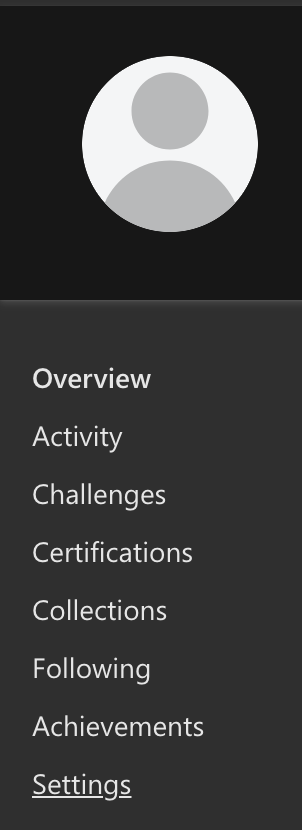 Overview
Activity
Challenges
Certifications
Collections
Following
Achievements
Settings